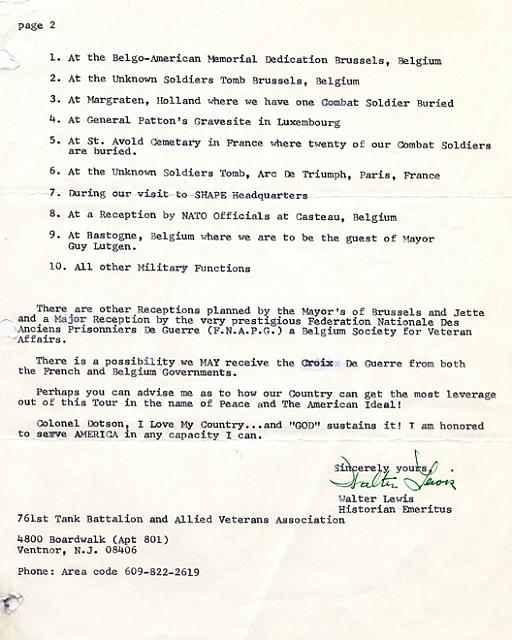 page 2
1. At the Belgo-American Memorial Dedication Brussels, Belgium
2. At the Unknown Soldiers Tomb Brussels, Belgium
3. At Margraten, Holland where we have one Combat Soldier Buried
4. At General Patton's Gravesite in Luxembourg
5. At St. Avold Cemetary in France where twenty of our Combat Soldiers
are buried.
6. At the Unknown Soldiers Tomb, Arc De Triumph, Paris, France
7. During our visit to SHAPE Headquarters
8. At a Reception by NATO Officials at Casteau, Belgium
9. At Bastogne, Belgium where we are to be the guest of Mayor
Guy Lutgen.
10. All other Military Functions
There are other Receptions planned by the Mayor's of Brussels and Jette
and a Major Reception by the very prestigious Federation Nationale Des
Anciens Prisonniers De Guerre (F.N.A.P.G.) a Belgium Society for Veteran
Affairs.
There is a possibility we MAY receive the Croix De Guerre from both
the French and Belgium Governments.
Perhaps you can advise me as to how our Country can get the most leverage
out of this Tour in the name of Peace and The American Ideal!
Colonel Dotson, I Love My Country...and "GOD" sustains it! I am honored
to serve AMERICA in any capacity I can.
Sincerely yours,
Walter Lewis
Walter Lewis
Historian Emeritus
761st Tank Battalion and Allied Veterans Association
4800 Boardwalk (Apt 801)
Ventnor, N.J. 08406
Phone: Area code 609-822-2619